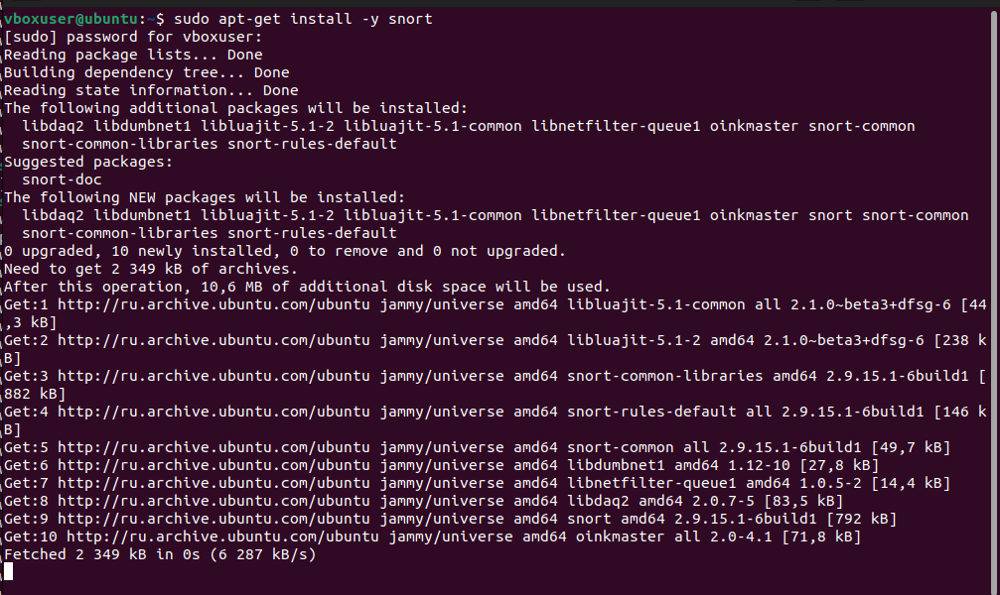 vboxuser@ubuntu:~$ sudo apt-get install -y snort
[sudo] password for vboxuser:
Reading package lists... Done
Building dependency tree... Done
Reading state information... Done
The following additional packages will be installed:
  libdaq2 libdumbnet1 libluajit-5.1-2 libluajit-5.1-common libnetfilter-queue1 oinkmaster snort-common
  snort-common-libraries snort-rules-default
Suggested packages:
  snort-doc
The following NEW packages will be installed:
  libdaq2 libdumbnet1 libluajit-5.1-2 libluajit-5.1-common libnetfilter-queue1 oinkmaster snort snort-common
  snort-common-libraries snort-rules-default
0 upgraded, 10 newly installed, 0 to remove and 0 not upgraded.
Need to get 2 349 kB of archives.
After this operation, 10,6 MB of additional disk space will be used.
Get:1 http://ru.archive.ubuntu.com/ubuntu jammy/universe amd64 libluajit-5.1-common all 2.1.0~beta3+dfsg-6 [44
,3 kB]
Get:2 http://ru.archive.ubuntu.com/ubuntu jammy/universe amd64 libluajit-5.1-2 amd64 2.1.0~beta3+dfsg-6 [238 k
B]
Get:3 http://ru.archive.ubuntu.com/ubuntu jammy/universe amd64 snort-common-libraries amd64 2.9.15.1-6build1 [
882 kB]
Get:4 http://ru.archive.ubuntu.com/ubuntu jammy/universe amd64 snort-rules-default all 2.9.15.1-6build1 [146 k
B]
Get:5 http://ru.archive.ubuntu.com/ubuntu jammy/universe amd64 snort-common all 2.9.15.1-6build1 [49,7 kB]
Get:6 http://ru.archive.ubuntu.com/ubuntu jammy/universe amd64 libdumbnet1 amd64 1.12-10 [27,8 kB]
Get:7 http://ru.archive.ubuntu.com/ubuntu jammy/universe amd64 libnetfilter-queue1 amd64 1.0.5-2 [14,4 kB]
Get:8 http://ru.archive.ubuntu.com/ubuntu jammy/universe amd64 libdaq2 amd64 2.0.7-5 [83,5 kB]
Get:9 http://ru.archive.ubuntu.com/ubuntu jammy/universe amd64 snort amd64 2.9.15.1-6build1 [792 kB]
Get:10 http://ru.archive.ubuntu.com/ubuntu jammy/universe amd64 oinkmaster all 2.0-4.1 [71,8 kB]
Fetched 2 349 kB in 0s (6 287 kB/s)